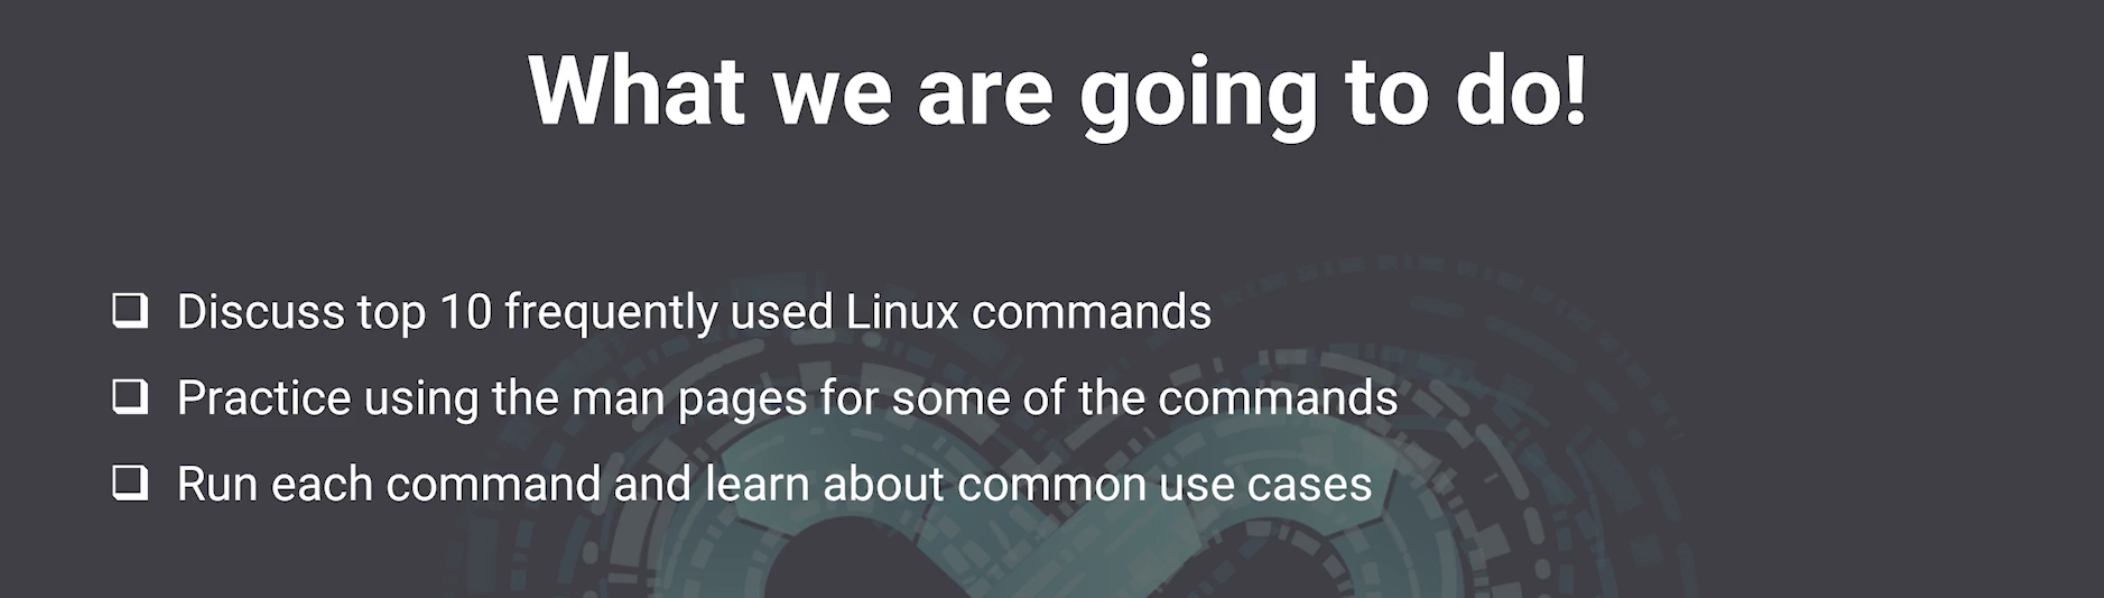 What we are going to do!
Discuss top 10 frequently used Linux commands
Practice using the man pages for some of the commands
Run each command and learn about common use cases